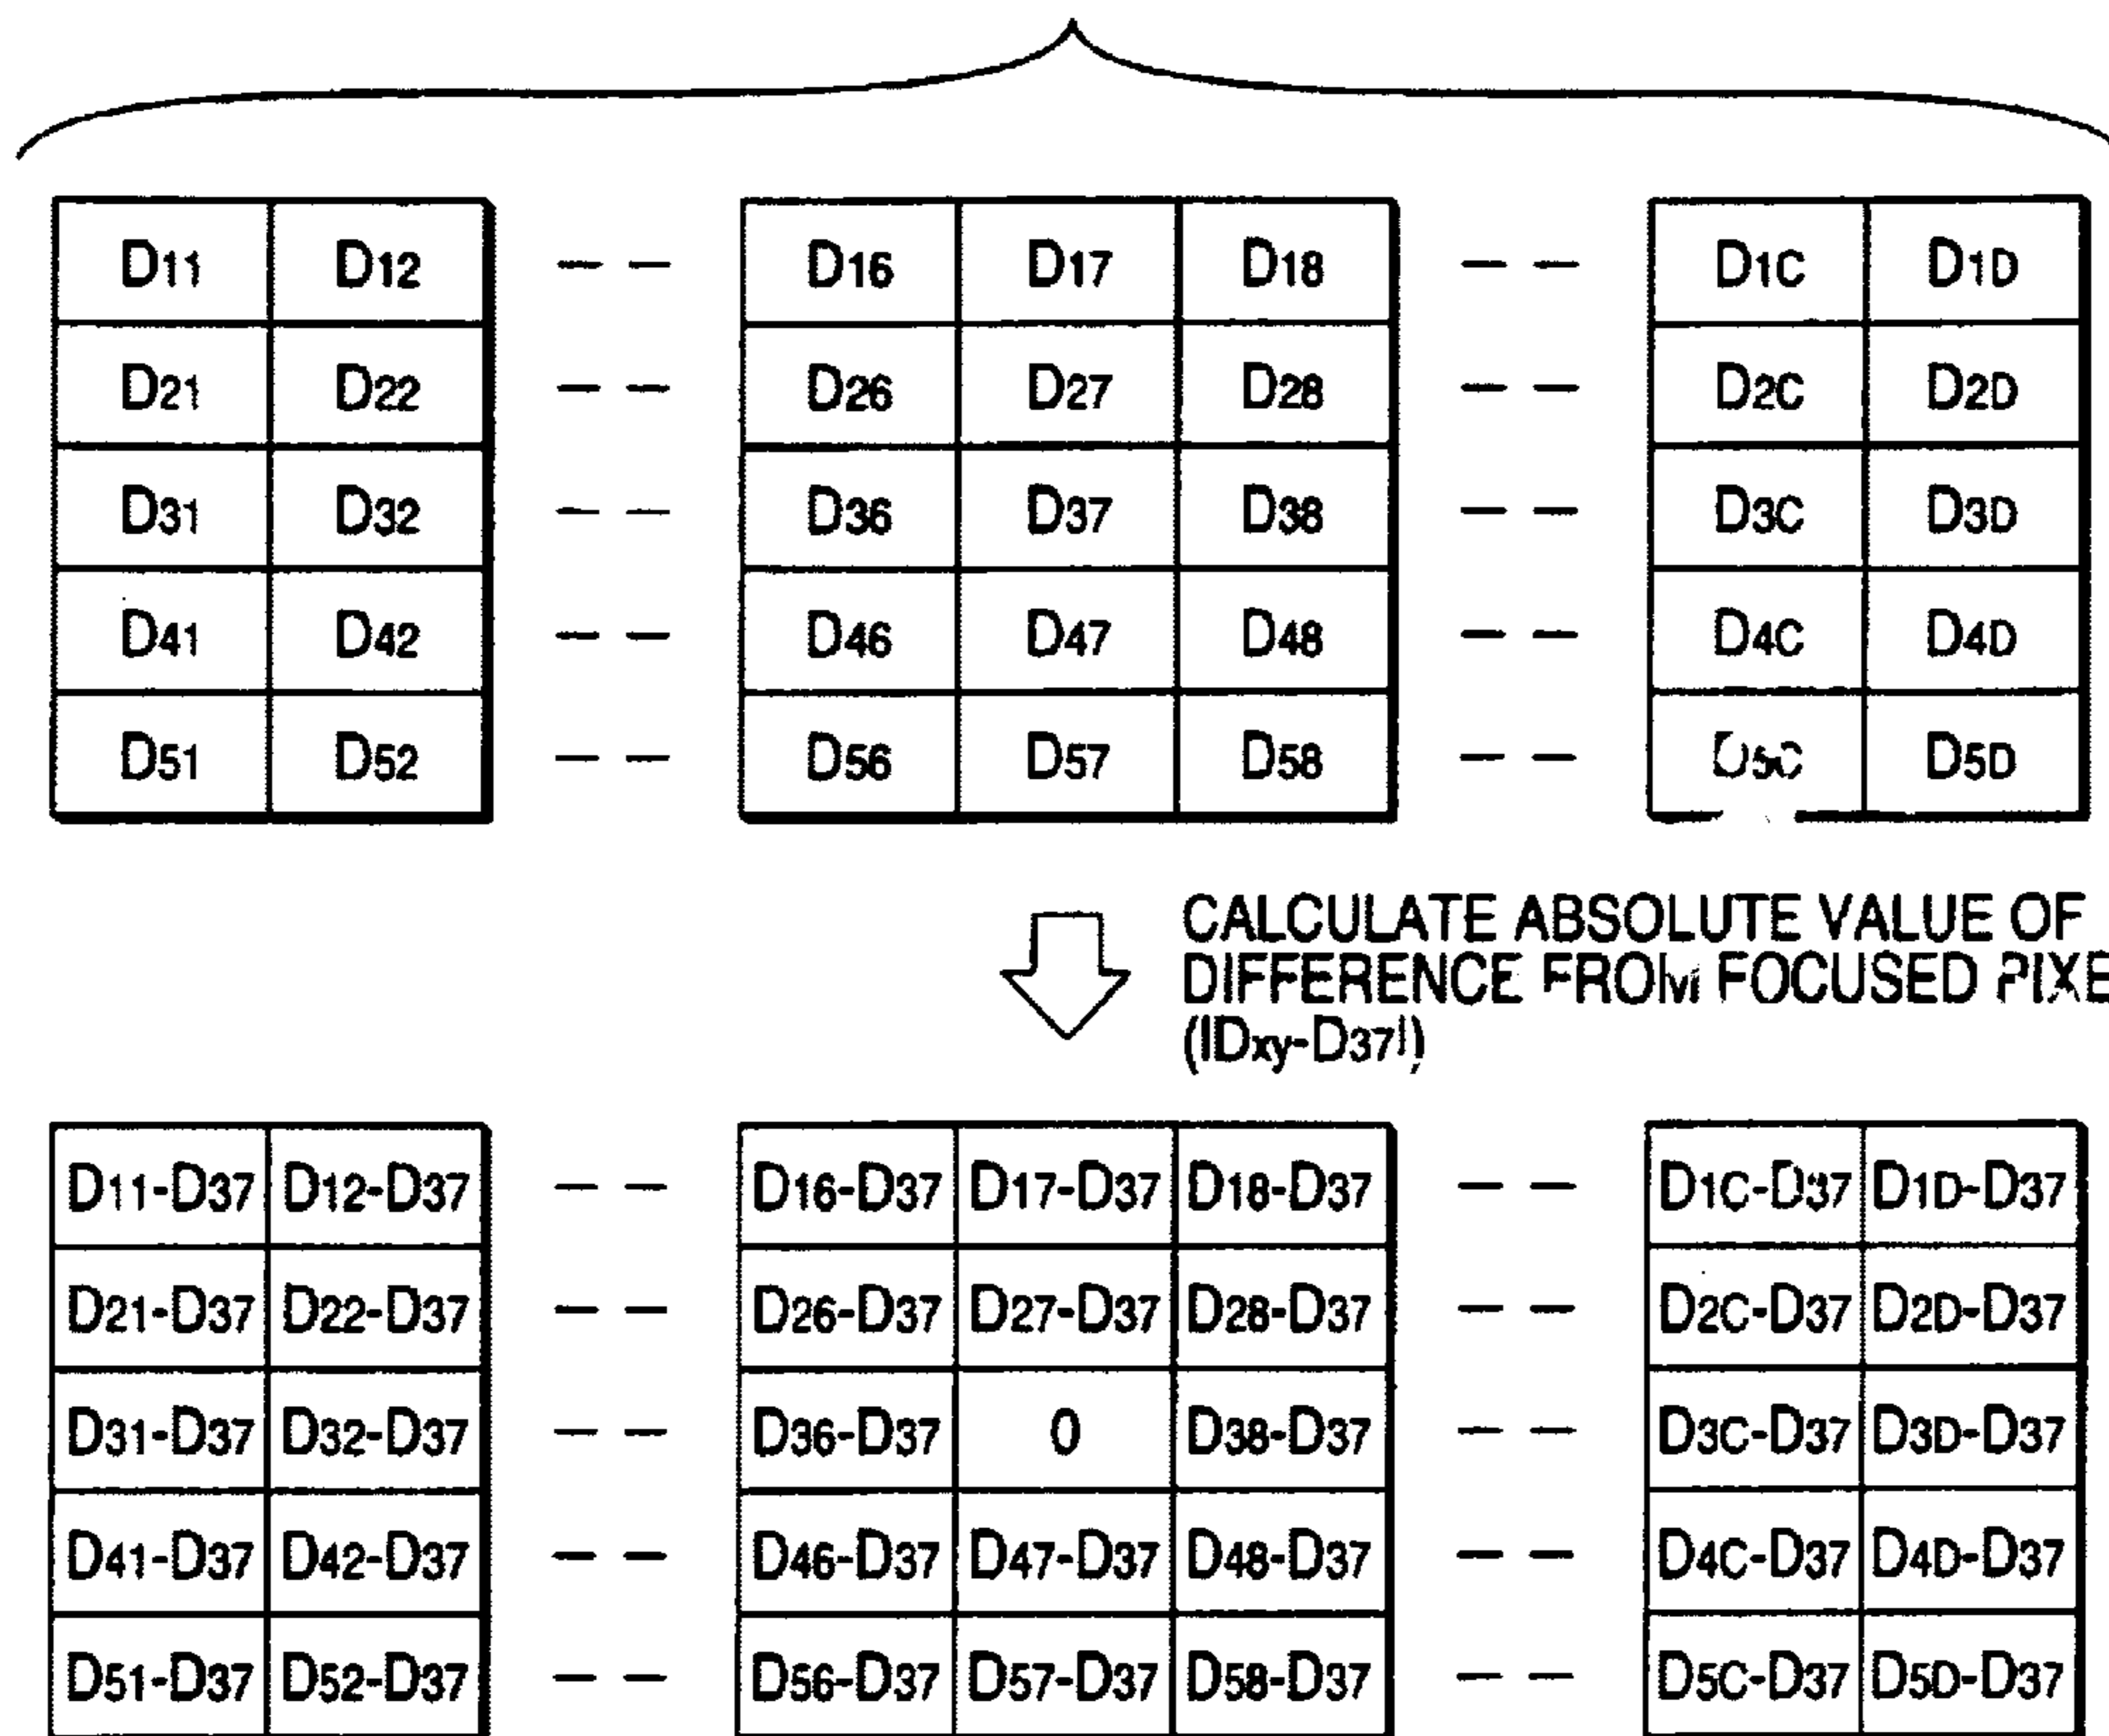 D11 D12 -- D16 D17 D18 -- D1C D1D
D21 D22 -- D26 D27 D28 -- D2C D2D
D31 D32 -- D36 D37 D38 -- D3C D3D
D41 D42 -- D46 D47 D48 -- D4C D4D
D51 D52 -- D56 D57 D58 -- D5C D5D
CALCULATE ABSOLUTE VALUE OF
DIFFERENCE FROM FOCUSED PIXE
(|Dxy-D37|)
D11-D37 D12-D37 -- D16-D37 D17-D37 D18-D37 -- D1C-D37 D1D-D37
D21-D37 D22-D37 -- D26-D37 D27-D37 D28-D37 -- D2C-D37 D2D-D37
D31-D37 D32-D37 -- D36-D37 0 D38-D37 -- D3C-D37 D3D-D37
D41-D37 D42-D37 -- D46-D37 D47-D37 D48-D37 -- D4C-D37 D4D-D37
D51-D37 D52-D37 -- D56-D37 D57-D37 D58-D37 -- D5C-D37 D5D-D37